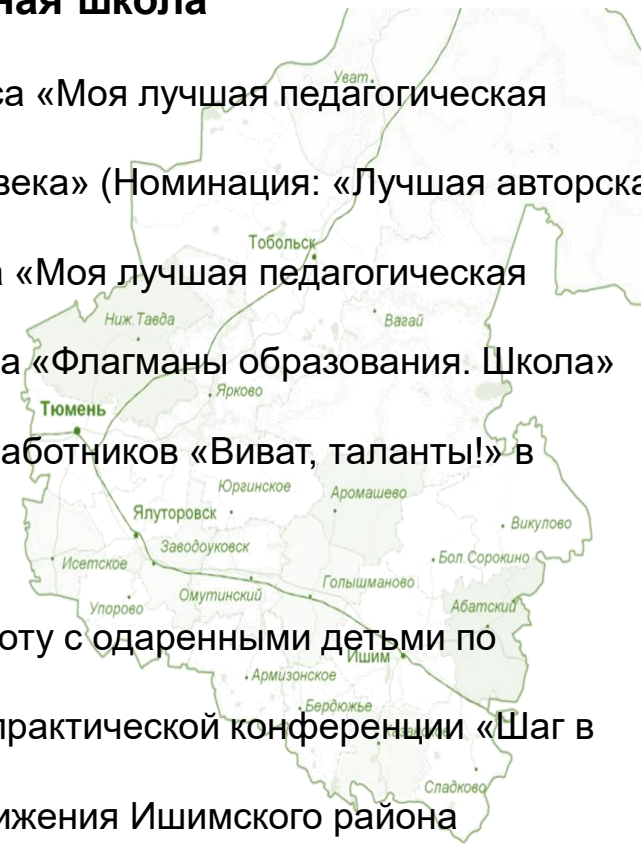 ная школа
са «Моя лучшая педагогическая
Уват
века» (Номинация: «Лучшая авторска
Тобольск
а «Моя лучшая педагогическая
Ниж.Тавда
Вагай
а «Флагманы образования. Школа»
Ярково
Тюмень
аботников «Виват, таланты!» в
Юргинское
Аромашево
Ялуторовск
Викулово
Заводоуковск
Исетское
Бол.Сорокино
Голышманово
Омутинский
Упорово
Абатский
оту с одаренными детьми по
Ишим
Армизонское
Бердюжье
практической конференции «Шаг в
Сладково
ижения Ишимского района